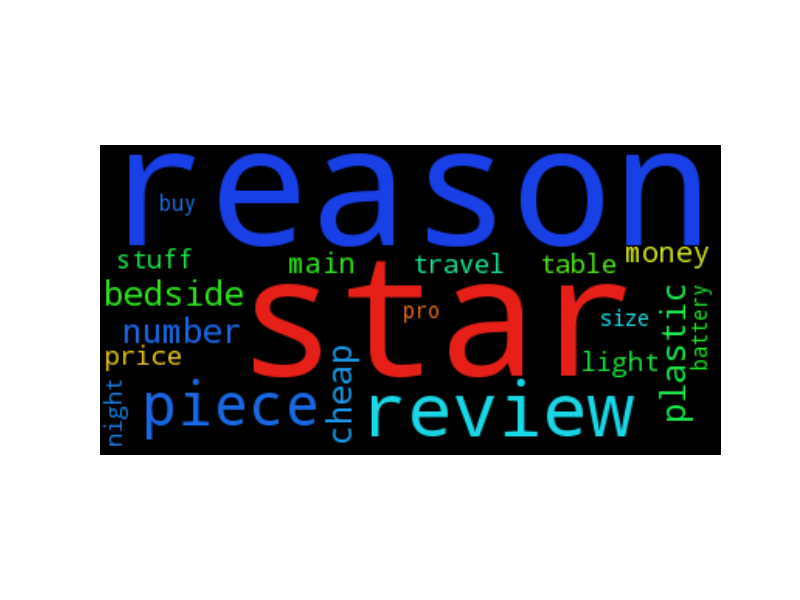 reason
buy
stuff
main
travel
table
money
bedside
star
pro
size
number
price
light
plastic
battery
night
piece
cheap
review